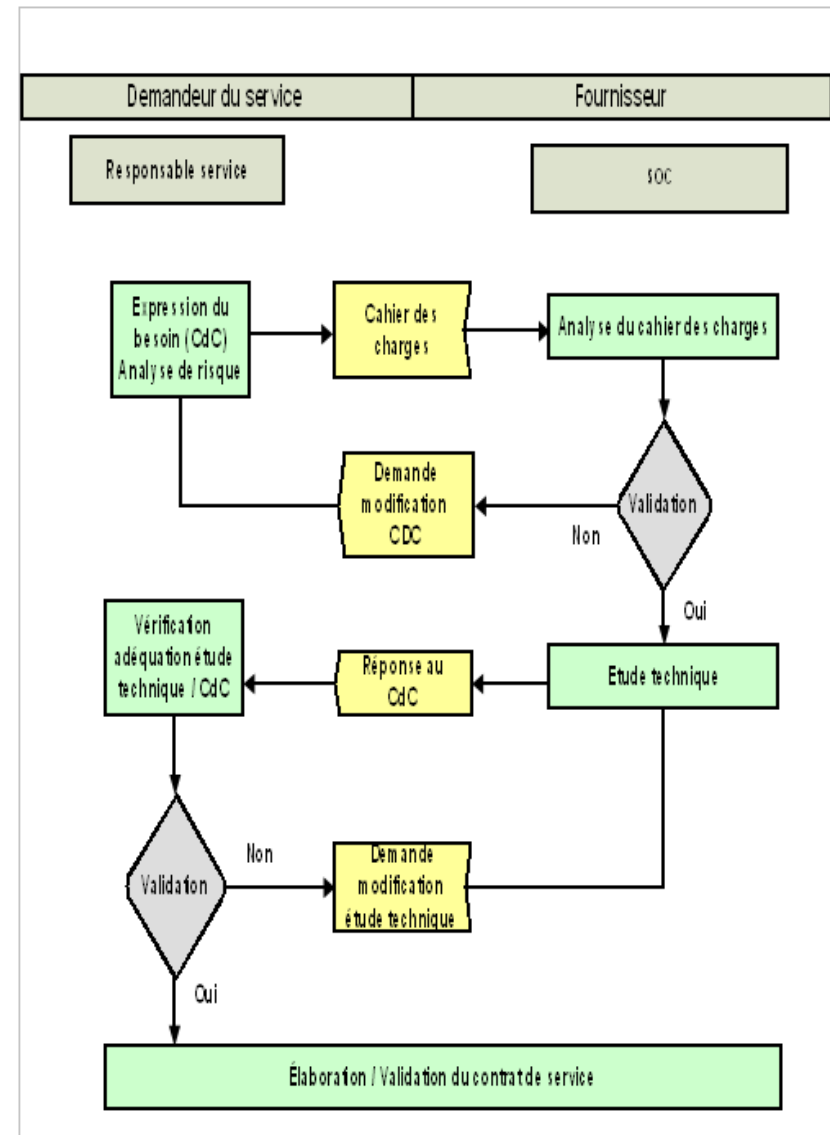 Demandeur du service
Fournisseur
Responsable service
SOC
Expression du
besoin (CdC)
Analyse de risque
Cahier des
charges
Analyse du cahier des charges
Demande
modification
CDC
Non
Validation
Oui
Vérification
adéquation étude
technique / CdC
Réponse au
CdC
Etude technique
Validation
Non
Demande
modification
étude technique
Oui
Élaboration / Validation du contrat de service